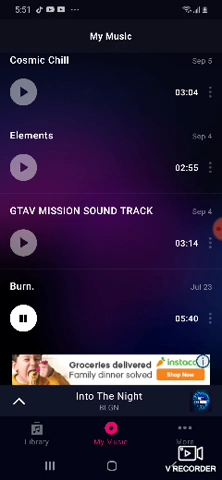 5:51
My Music
Cosmic Chill Sep 5
03:04
Elements Sep 4
02:55
GTAV MISSION SOUND TRACK Sep 4
03:14
Burn. Jul 23
05:40
Groceries delivered
Family dinner solved
instacart
Shop Now
Into The Night
BLGN
Library
My Music
More
V RECORDER